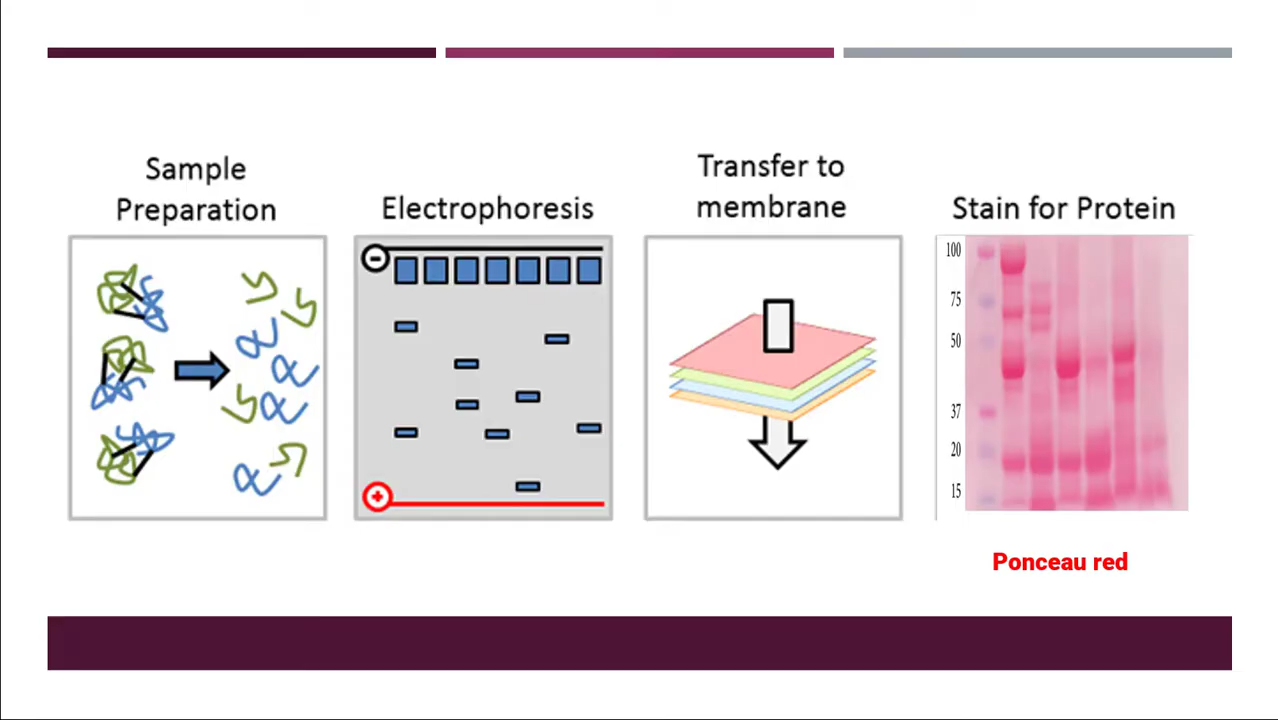 Sample
Preparation
Electrophoresis
Transfer to
membrane
Stain for Protein
-
+
100
75
50
37
20
15
Ponceau red